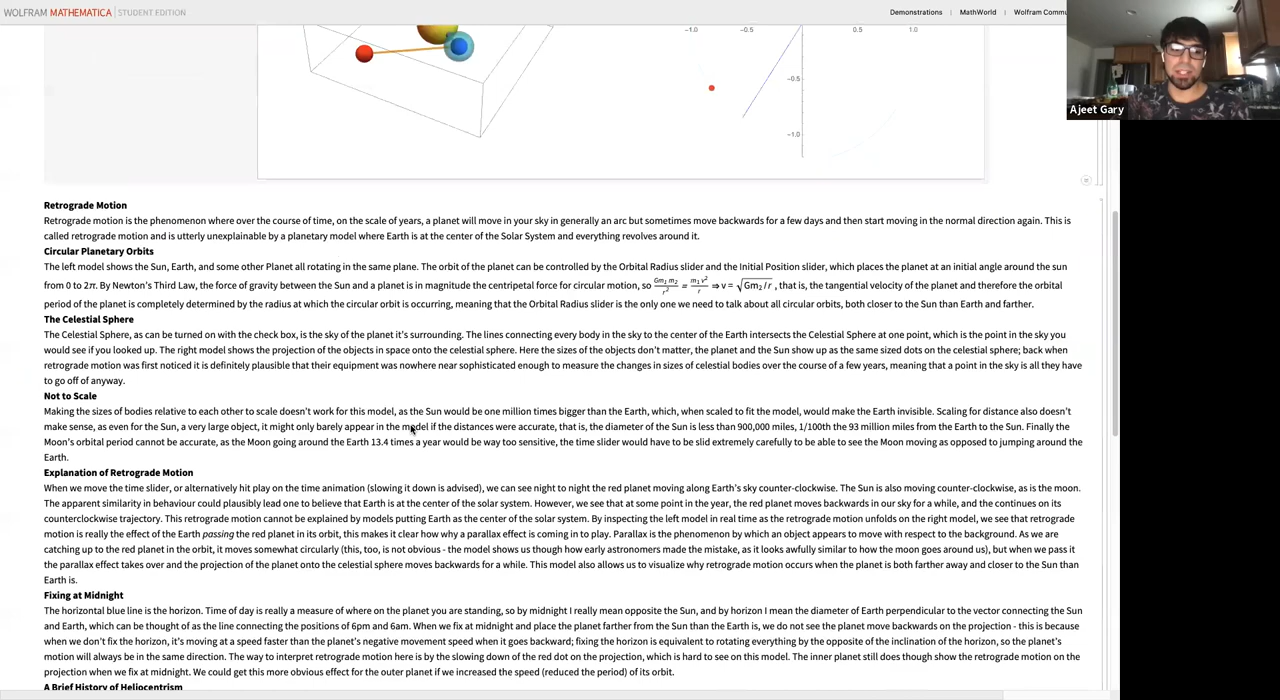 WOLFRAM MATHEMATICA | STUDENT EDITION
Demonstrations | MathWorld | Wolfram Commu
Ajeet Gary
−1.0 −0.5 0.5 1.0
−0.5
−1.0
Retrograde Motion
Retrograde motion is the phenomenon where over the course of time, on the scale of years, a planet will move in your sky in generally an arc but sometimes move backwards for a few days and then start moving in the normal direction again. This is
called retrograde motion and is utterly unexplainable by a planetary model where Earth is at the center of the Solar System and everything revolves around it.
Circular Planetary Orbits
The left model shows the Sun, Earth, and some other Planet all rotating in the same plane. The orbit of the planet can be controlled by the Orbital Radius slider and the Initial Position slider, which places the planet at an initial angle around the sun
from 0 to 2π. By Newton's Third Law, the force of gravity between the Sun and a planet is in magnitude the centripetal force for circular motion, so Gm₁ m₂/r² = m₁ v²/r ⇒ v = √(Gm₂ / r), that is, the tangential velocity of the planet and therefore the orbital
period of the planet is completely determined by the radius at which the circular orbit is occurring, meaning that the Orbital Radius slider is the only one we need to talk about all circular orbits, both closer to the Sun than Earth and farther.
The Celestial Sphere
The Celestial Sphere, as can be turned on with the check box, is the sky of the planet it's surrounding. The lines connecting every body in the sky to the center of the Earth intersects the Celestial Sphere at one point, which is the point in the sky you
would see if you looked up. The right model shows the projection of the objects in space onto the celestial sphere. Here the sizes of the objects don't matter, the planet and the Sun show up as the same sized dots on the celestial sphere; back when
retrograde motion was first noticed it is definitely plausible that their equipment was nowhere near sophisticated enough to measure the changes in sizes of celestial bodies over the course of a few years, meaning that a point in the sky is all they have
to go off of anyway.
Not to Scale
Making the sizes of bodies relative to each other to scale doesn't work for this model, as the Sun would be one million times bigger than the Earth, which, when scaled to fit the model, would make the Earth invisible. Scaling for distance also doesn't
make sense, as even for the Sun, a very large object, it might only barely appear in the model if the distances were accurate, that is, the diameter of the Sun is less than 900,000 miles, 1/100th the 93 million miles from the Earth to the Sun. Finally the
Moon's orbital period cannot be accurate, as the Moon going around the Earth 13.4 times a year would be way too sensitive, the time slider would have to be slid extremely carefully to be able to see the Moon moving as opposed to jumping around the
Earth.
Explanation of Retrograde Motion
When we move the time slider, or alternatively hit play on the time animation (slowing it down is advised), we can see night to night the red planet moving along Earth's sky counter-clockwise. The Sun is also moving counter-clockwise, as is the moon.
The apparent similarity in behaviour could plausibly lead one to believe that Earth is at the center of the solar system. However, we see that at some point in the year, the red planet moves backwards in our sky for a while, and the continues on its
counterclockwise trajectory. This retrograde motion cannot be explained by models putting Earth as the center of the solar system. By inspecting the left model in real time as the retrograde motion unfolds on the right model, we see that retrograde
motion is really the effect of the Earth passing the red planet in its orbit, this makes it clear how why a parallax effect is coming in to play. Parallax is the phenomenon by which an object appears to move with respect to the background. As we are
catching up to the red planet in the orbit, it moves somewhat circularly (this, too, is not obvious - the model shows us though how early astronomers made the mistake, as it looks awfully similar to how the moon goes around us), but when we pass it
the parallax effect takes over and the projection of the planet onto the celestial sphere moves backwards for a while. This model also allows us to visualize why retrograde motion occurs when the planet is both farther away and closer to the Sun than
Earth is.
Fixing at Midnight
The horizontal blue line is the horizon. Time of day is really a measure of where on the planet you are standing, so by midnight I really mean opposite the Sun, and by horizon I mean the diameter of Earth perpendicular to the vector connecting the Sun
and Earth, which can be thought of as the line connecting the positions of 6pm and 6am. When we fix at midnight and place the planet farther from the Sun than the Earth is, we do not see the planet move backwards on the projection - this is because
when we don't fix the horizon, it's moving at a speed faster than the planet's negative movement speed when it goes backward; fixing the horizon is equivalent to rotating everything by the opposite of the inclination of the horizon, so the planet's
motion will always be in the same direction. The way to interpret retrograde motion here is by the slowing down of the red dot on the projection, which is hard to see on this model. The inner planet still does though show the retrograde motion on the
projection when we fix at midnight. We could get this more obvious effect for the outer planet if we increased the speed (reduced the period) of its orbit.
A Brief History of Heliocentrism